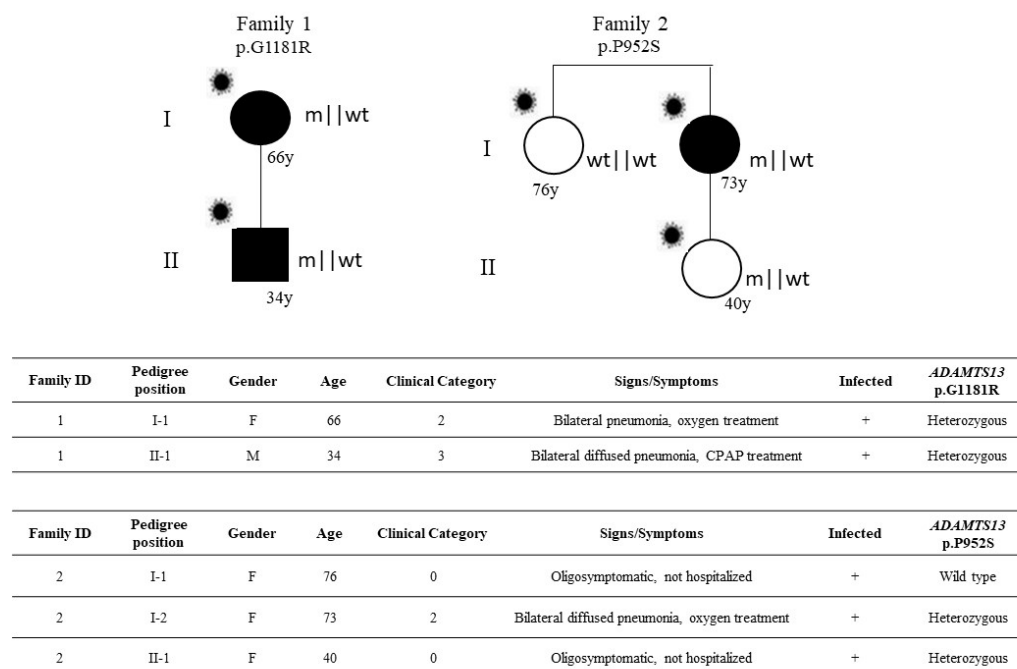 Family 1
p.G1181R
Family 2
p.P952S
I
m||wt
66y
II
m||wt
34y
I
wt||wt
76y
m||wt
73y
II
m||wt
40y
Family ID Pedigree position Gender Age Clinical Category Signs/Symptoms Infected ADAMTS13 p.G1181R
1 I-1 F 66 2 Bilateral pneumonia, oxygen treatment + Heterozygous
1 II-1 M 34 3 Bilateral diffused pneumonia, CPAP treatment + Heterozygous
Family ID Pedigree position Gender Age Clinical Category Signs/Symptoms Infected ADAMTS13 p.P952S
2 I-1 F 76 0 Oligosymptomatic, not hospitalized + Wild type
2 I-2 F 73 2 Bilateral diffused pneumonia, oxygen treatment + Heterozygous
2 II-1 F 40 0 Oligosymptomatic, not hospitalized + Heterozygous